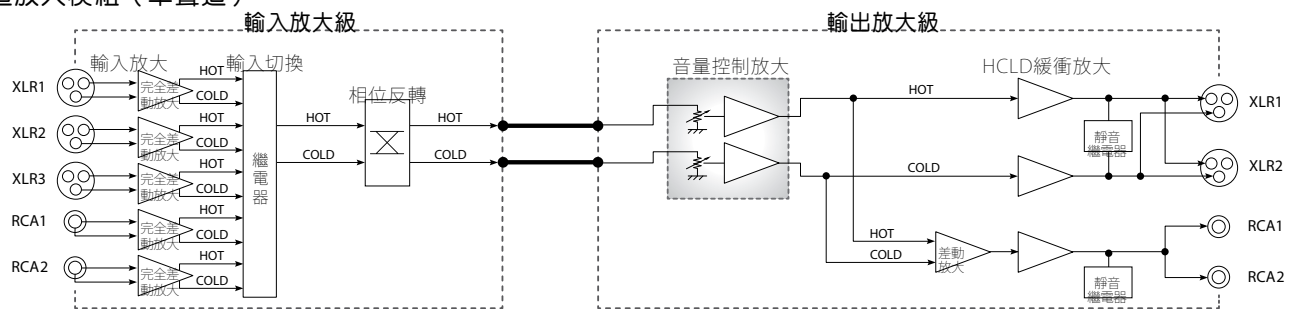 輸入放大級
輸出放大級
輸入放大
輸入切換
相位反轉
音量控制放大
HCLD緩衝放大
XLR1
完全差
動放大
HOT
COLD
XLR2
完全差
動放大
HOT
COLD
XLR3
完全差
動放大
HOT
COLD
RCA1
完全差
動放大
HOT
COLD
RCA2
完全差
動放大
HOT
COLD
繼電器
HOT
COLD
HOT
COLD
HOT
COLD
HOT
COLD
差動
放大
靜音
繼電器
靜音
繼電器
XLR1
XLR2
RCA1
RCA2